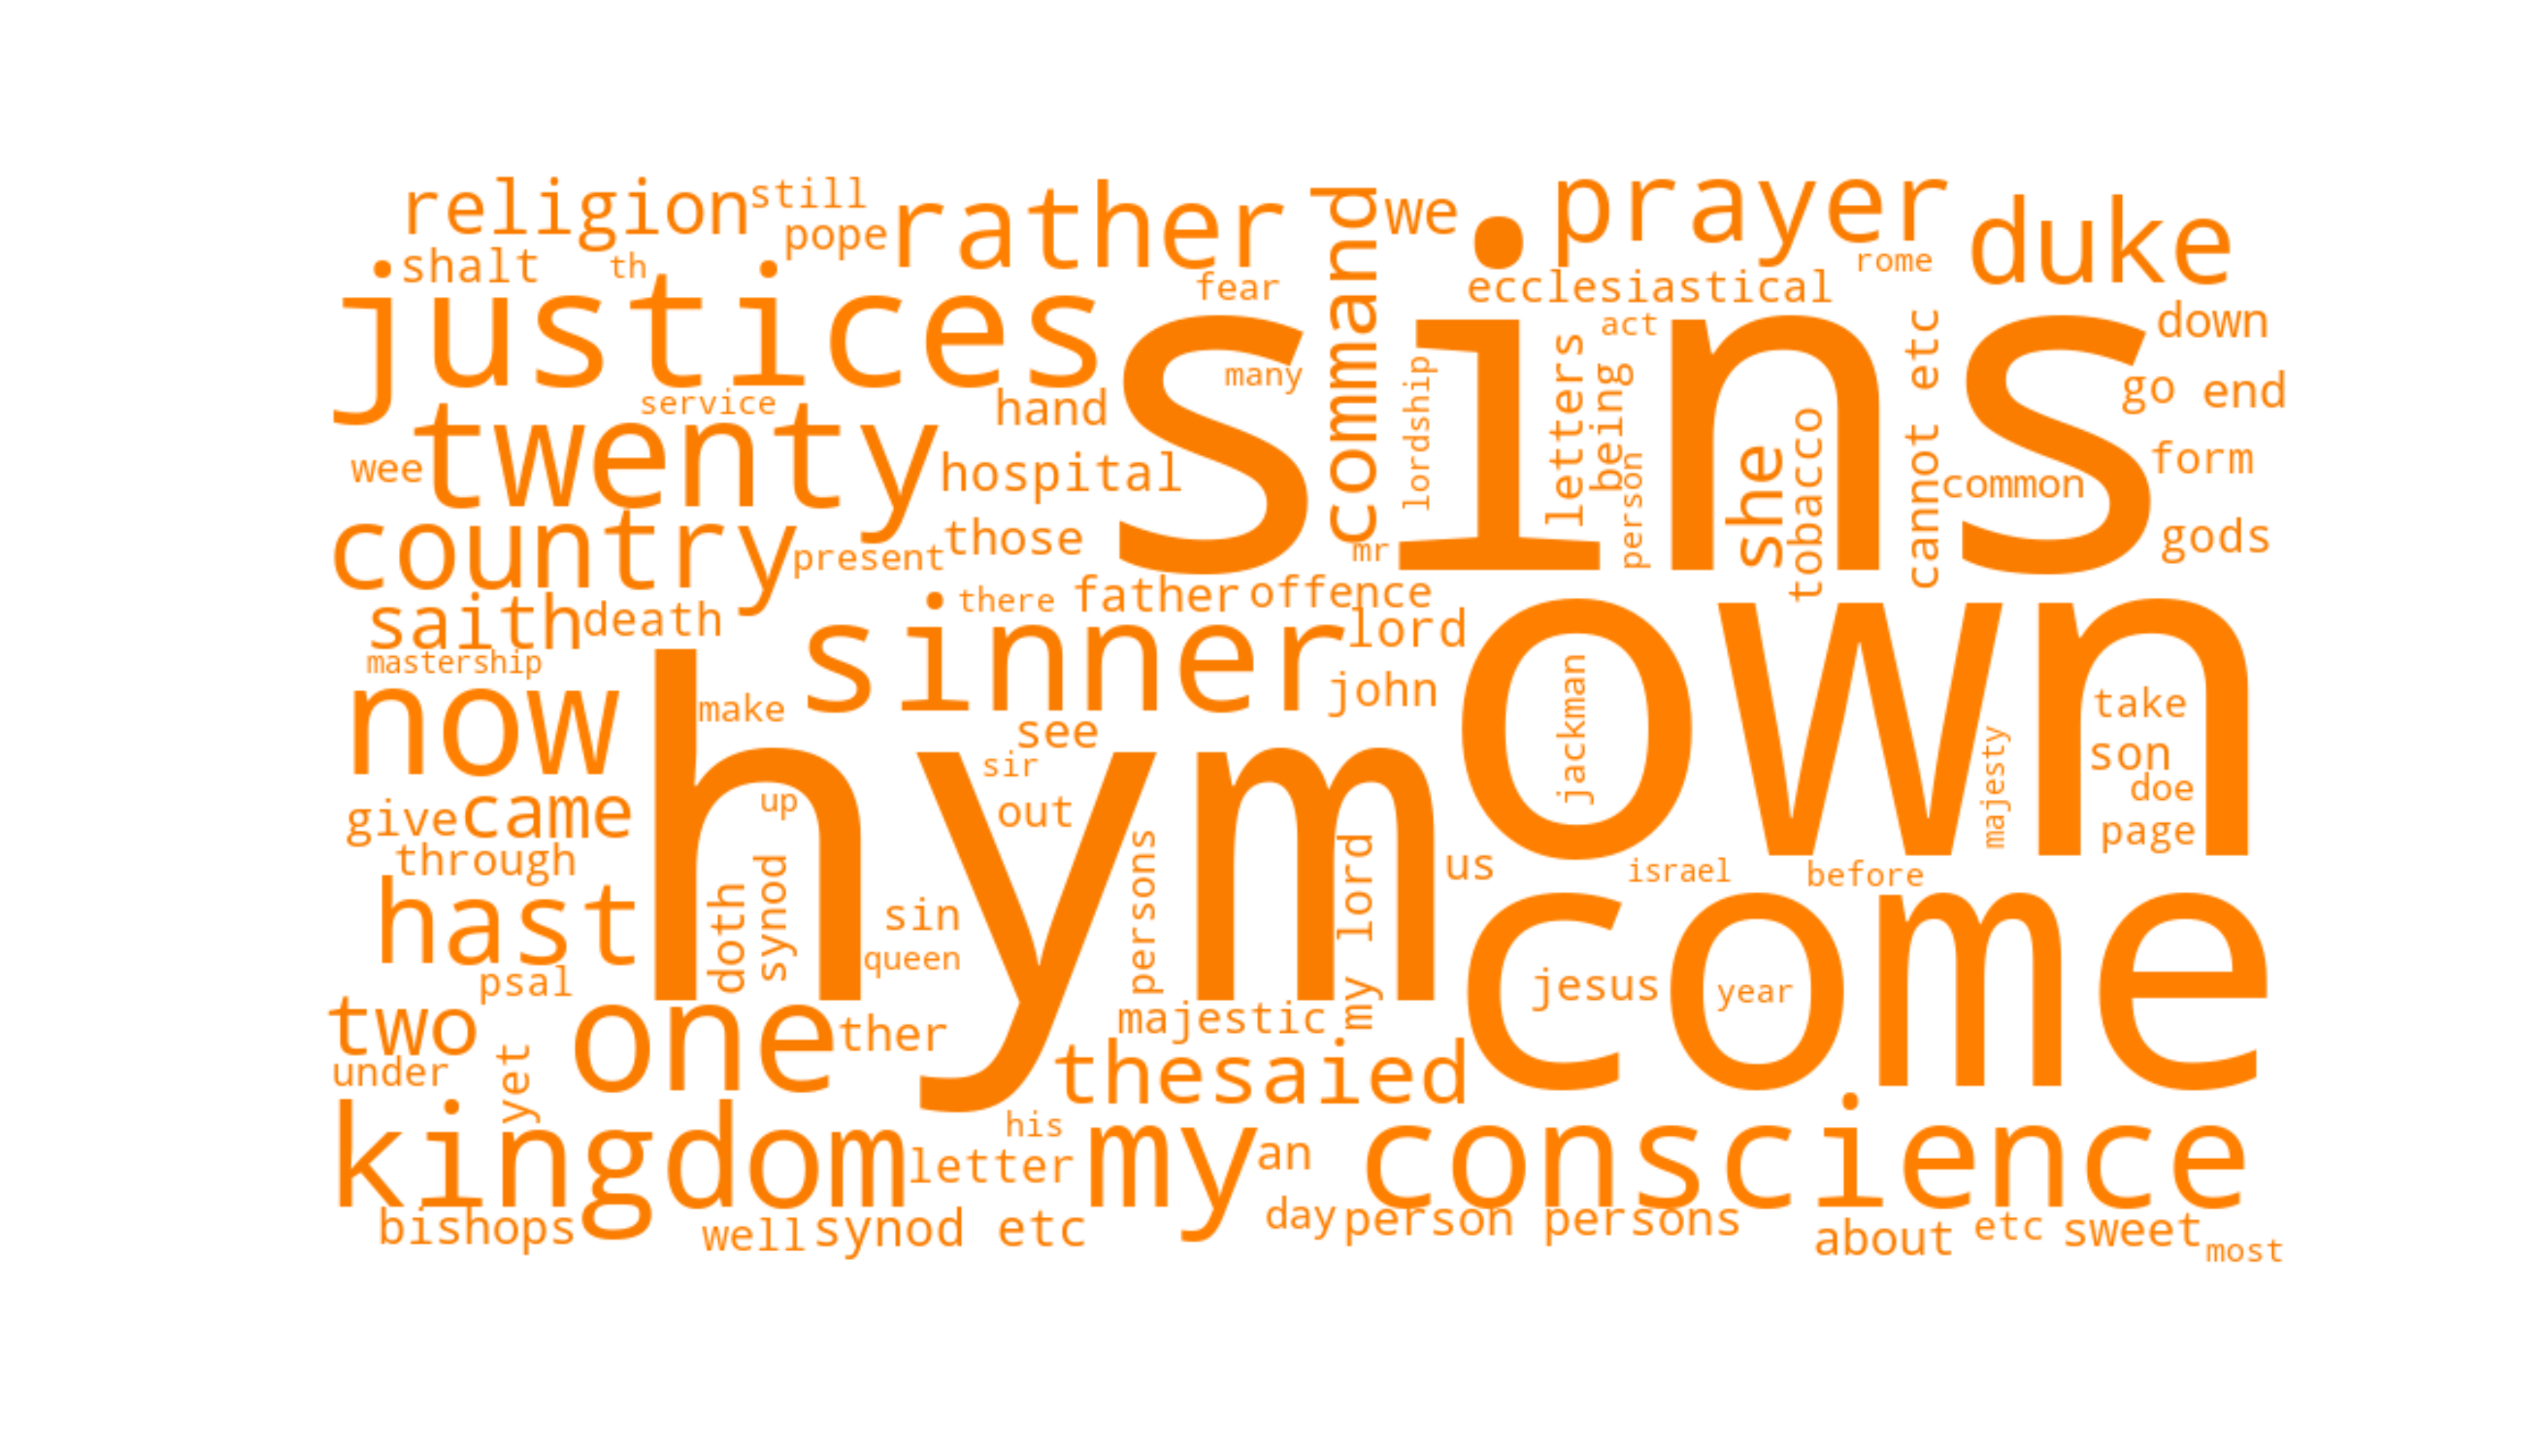 religion still pope rather command we prayer duke
shalt th fear ecclesiastical rome
justices sins act down
many lordship letters being cannot etc go end
service hand
twenty wee hospital person she tobacco common form
country present those mr gods
saith death there father offence
mastership sinner lord
now hym make john own jackman take
see sir majesty son
give came up out doe
through persons my lord us israel before page
hast doth synod sin come
psal queen jesus year
two one ther majestic
under yet thesaied
kingdom letter his my an conscience
bishops well synod etc day person persons about etc sweet most